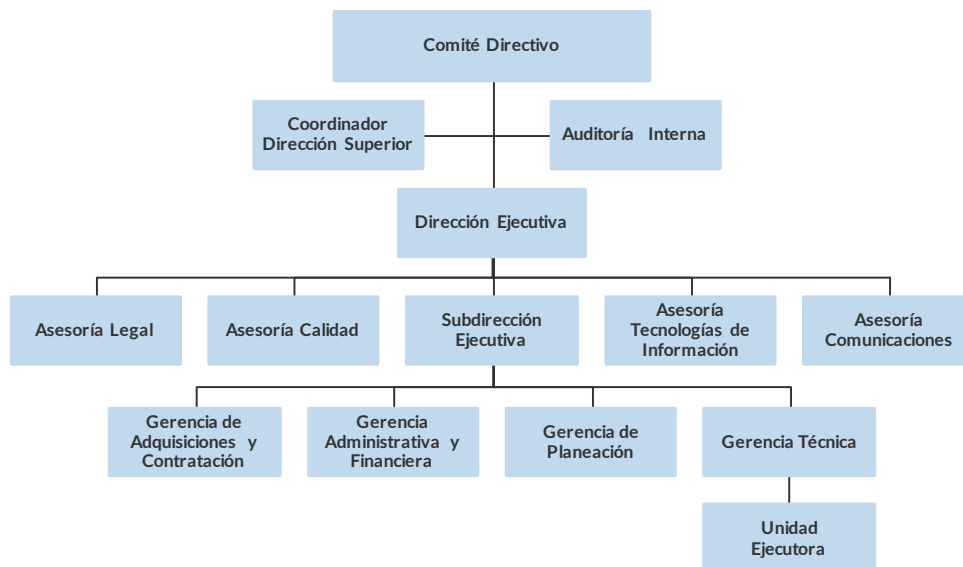 Comité Directivo
Coordinador
Dirección Superior
Auditoría Interna
Dirección Ejecutiva
Asesoría Legal
Asesoría Calidad
Subdirección
Ejecutiva
Asesoría
Tecnologías de
Información
Asesoría
Comunicaciones
Gerencia de
Adquisiciones y
Contratación
Gerencia
Administrativa y
Financiera
Gerencia de
Planeación
Gerencia Técnica
Unidad
Ejecutora